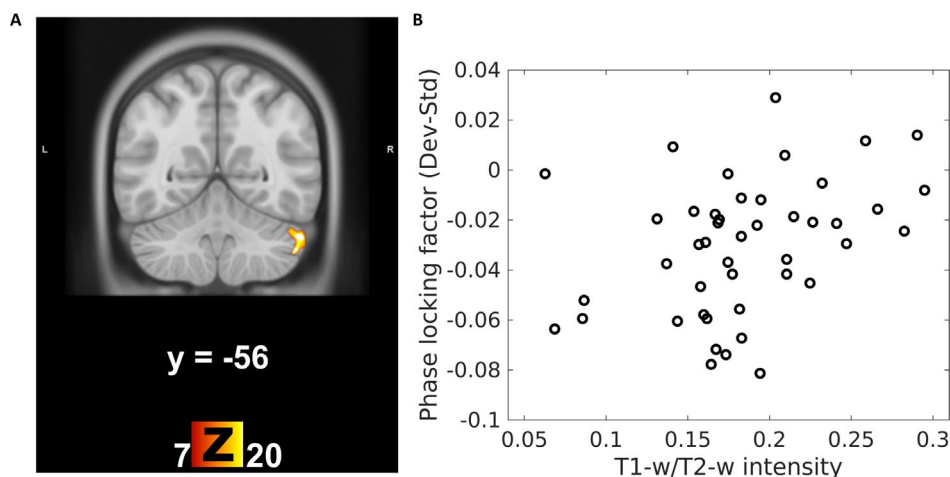 A
L
R
y = -56
7 Z 20
B
Phase locking factor (Dev-Std)
0.04
0.02
0
-0.02
-0.04
-0.06
-0.08
-0.1
0.05 0.1 0.15 0.2 0.25 0.3
T1-w/T2-w intensity